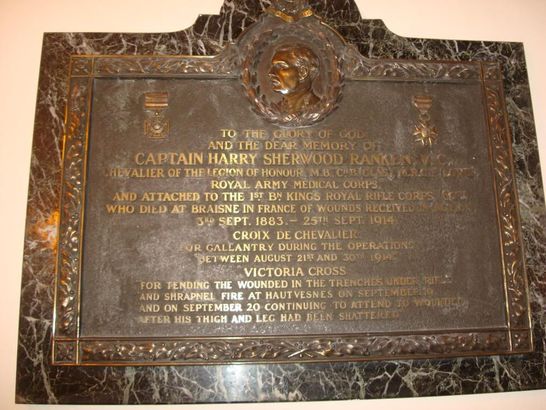 TO THE GLORY OF GOD
AND THE DEAR MEMORY OF
CAPTAIN HARRY SHERWOOD RANKEN, V.C.
CHEVALIER OF THE LEGION OF HONOUR, M.B. CH.B. (GLAS)
ROYAL ARMY MEDICAL CORPS
AND ATTACHED TO THE 1ST BN KING'S ROYAL RIFLE CORPS
WHO DIED AT BRAISNE IN FRANCE OF WOUNDS RECEIVED
3RD SEPT. 1883. – 25TH SEPT. 1914.
CROIX DE CHEVALIER
FOR GALLANTRY DURING THE OPERATIONS
BETWEEN AUGUST 21ST AND 30TH 1914
VICTORIA CROSS
FOR TENDING THE WOUNDED IN THE TRENCHES UNDER RIFLE
AND SHRAPNEL FIRE AT HAUTVESNES ON SEPTEMBER 19
AND ON SEPTEMBER 20 CONTINUING TO ATTEND TO WOUNDED
AFTER HIS THIGH AND LEG HAD BEEN SHATTERED